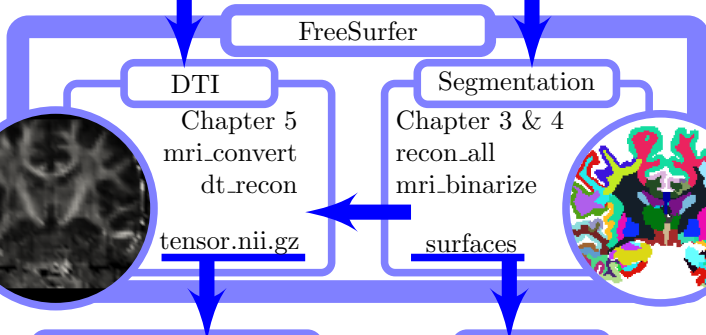 FreeSurfer
DTI
Chapter 5
mri_convert
dt_recon
tensor.nii.gz
Segmentation
Chapter 3 & 4
recon_all
mri_binarize
surfaces